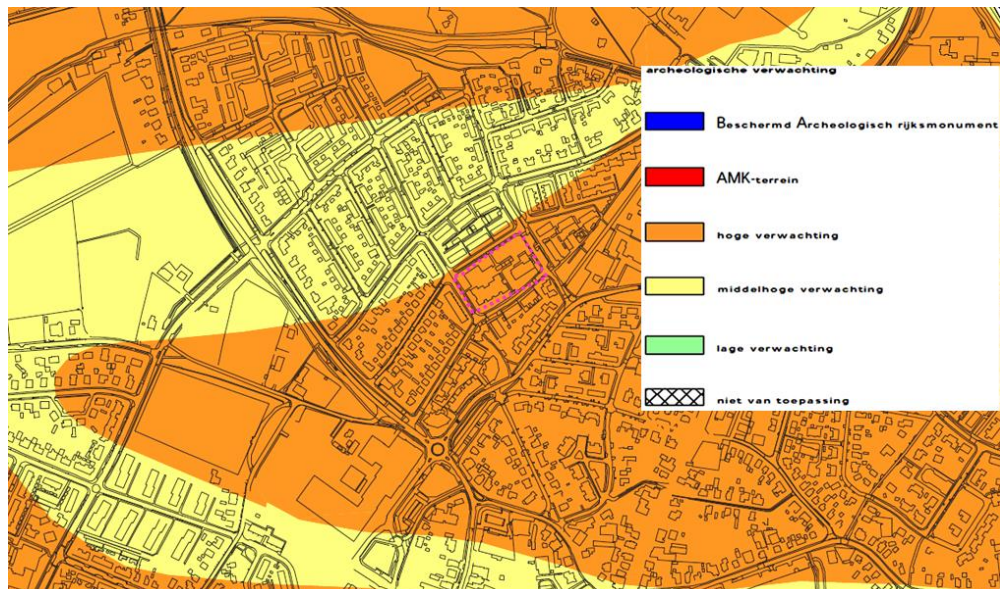 archeologische verwachting
Beschermd Archeologisch rijksmonument
AMK-terrein
hoge verwachting
middelhoge verwachting
lage verwachting
niet van toepassing